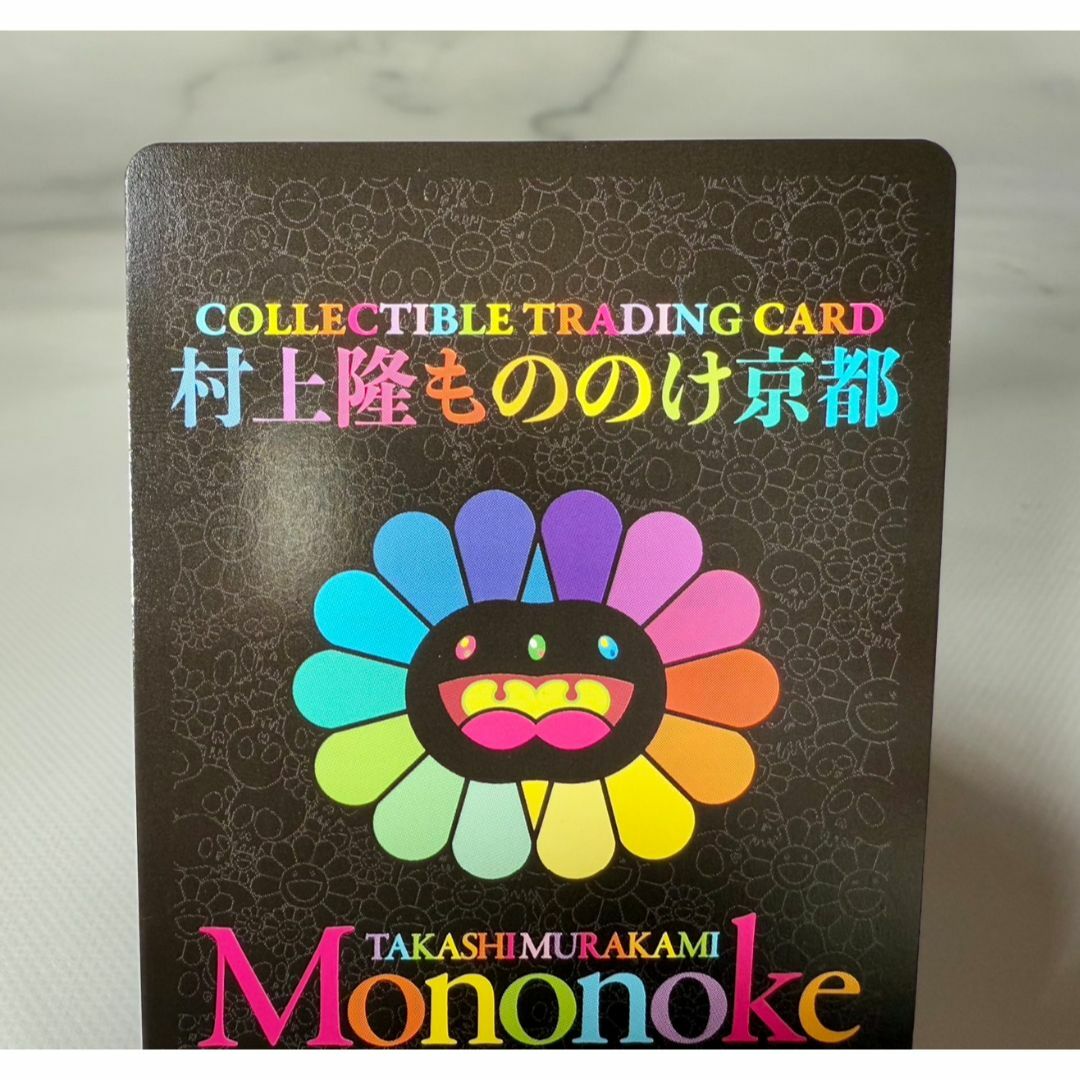 COLLECTIBLE TRADING CARD
村上隆もののけ京都
TAKASHI MURAKAMI
Mononoke